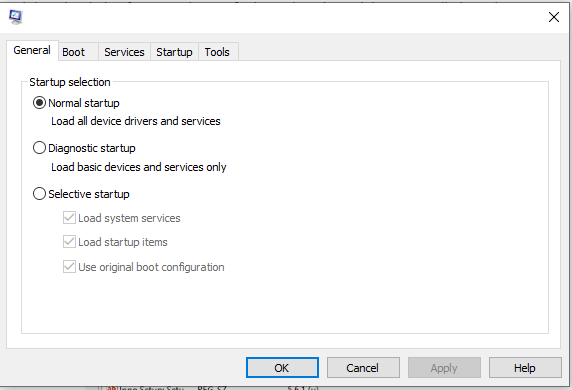 General Boot Services Startup Tools
Startup selection
Normal startup
Load all device drivers and services
Diagnostic startup
Load basic devices and services only
Selective startup
Load system services
Load startup items
Use original boot configuration
OK Cancel Apply Help